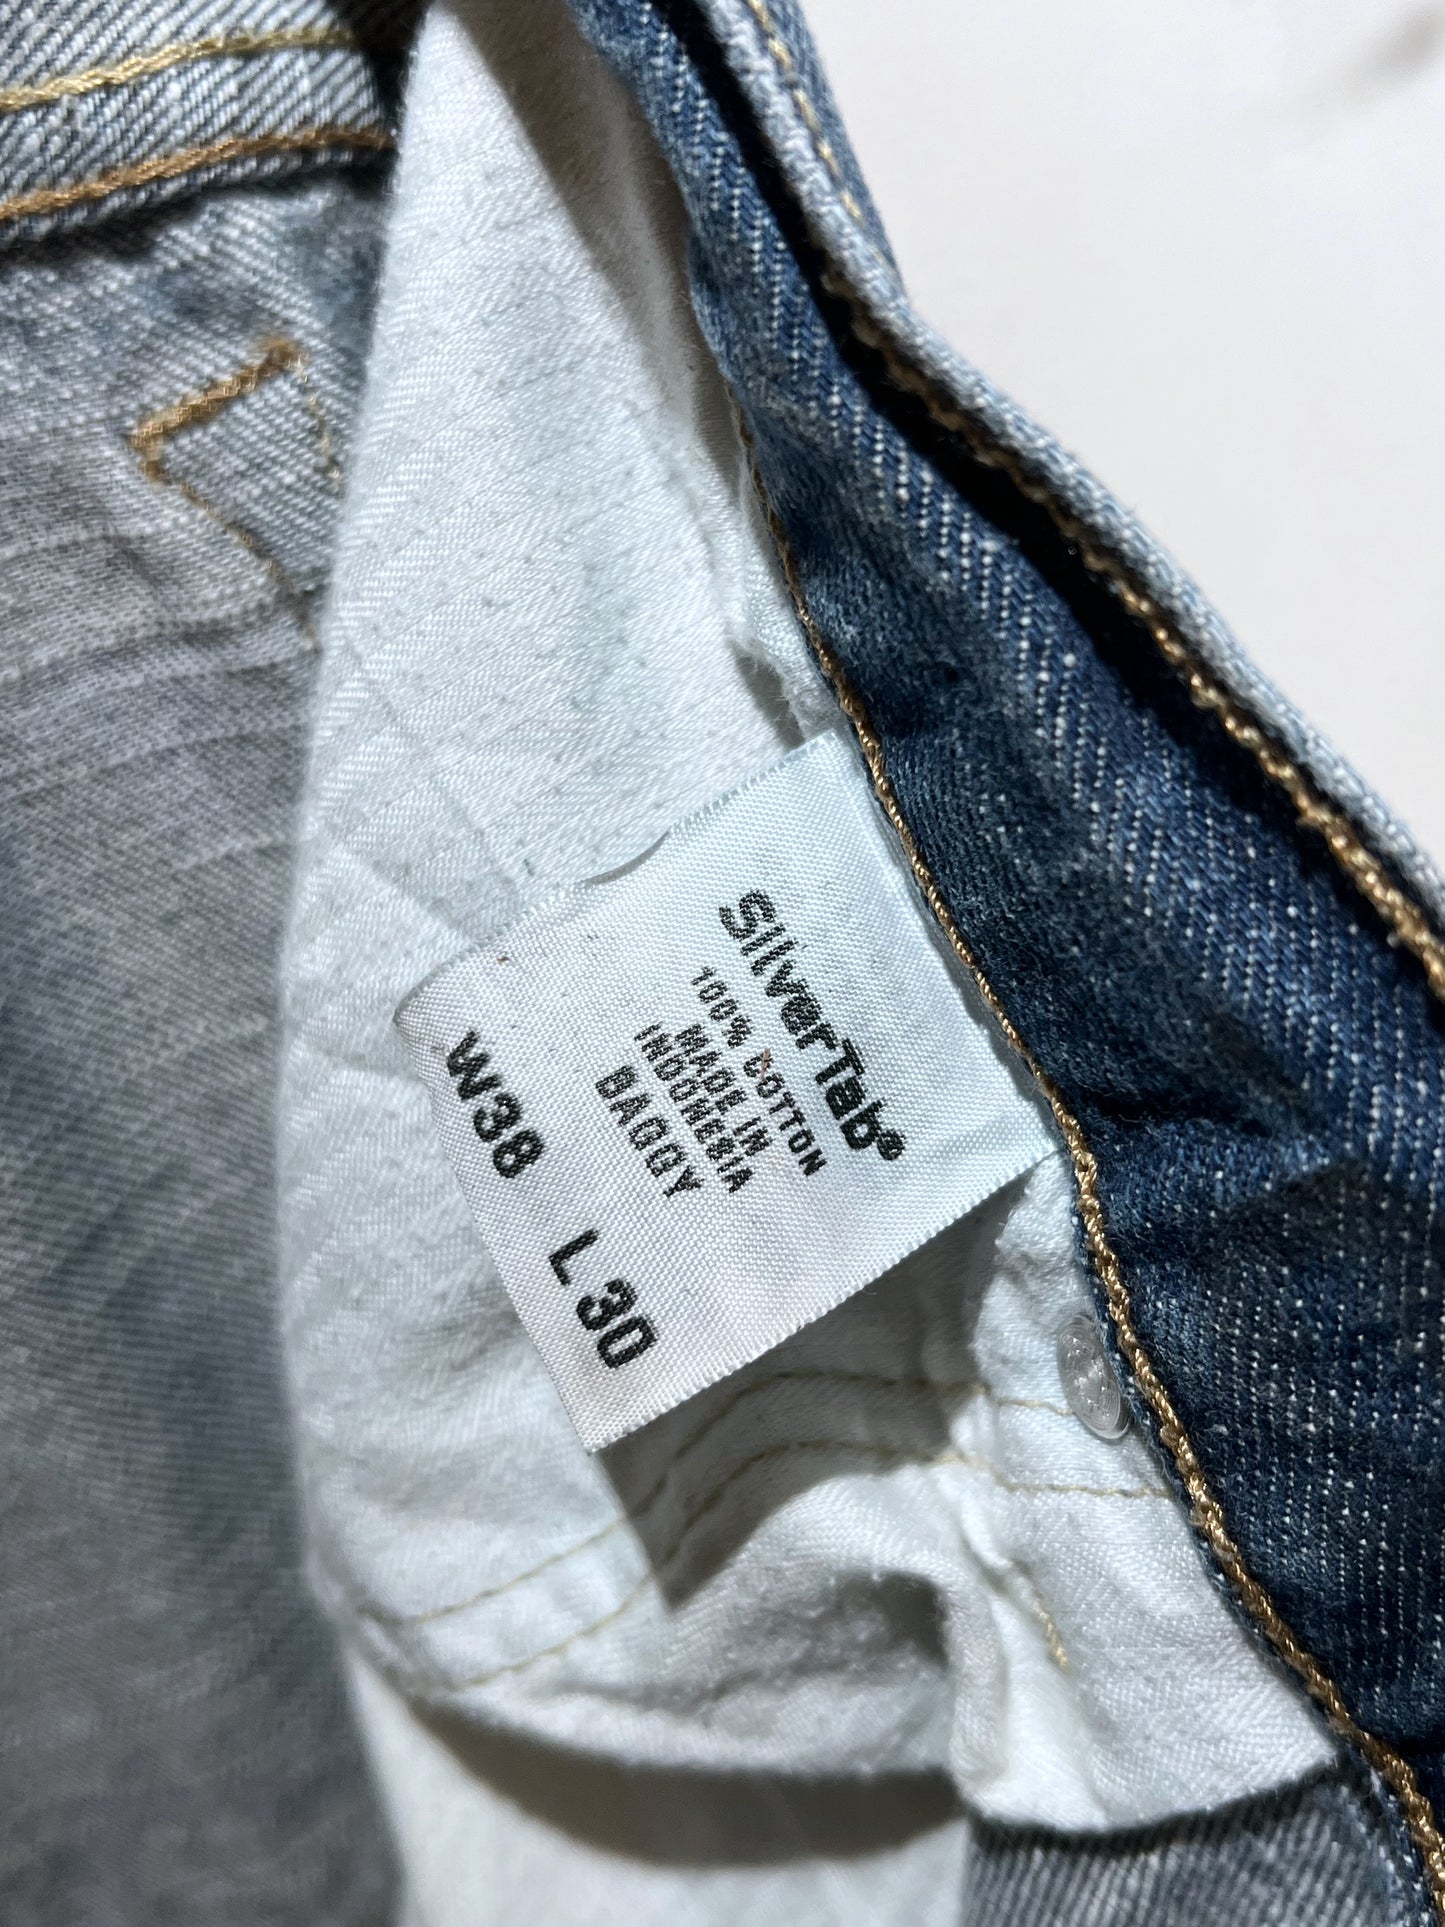 SilverTab®
100% COTTON
MADE IN
INDONESIA
BAGGY
W38 L30